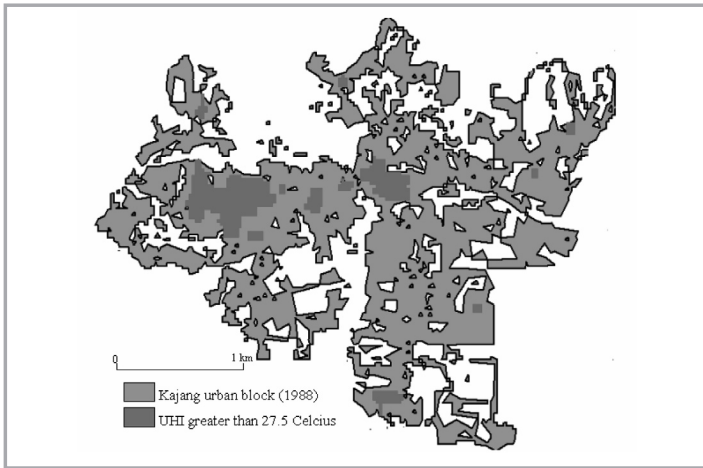 0 1 km
Kajang urban block (1988)
UHI greater than 27.5 Celcius